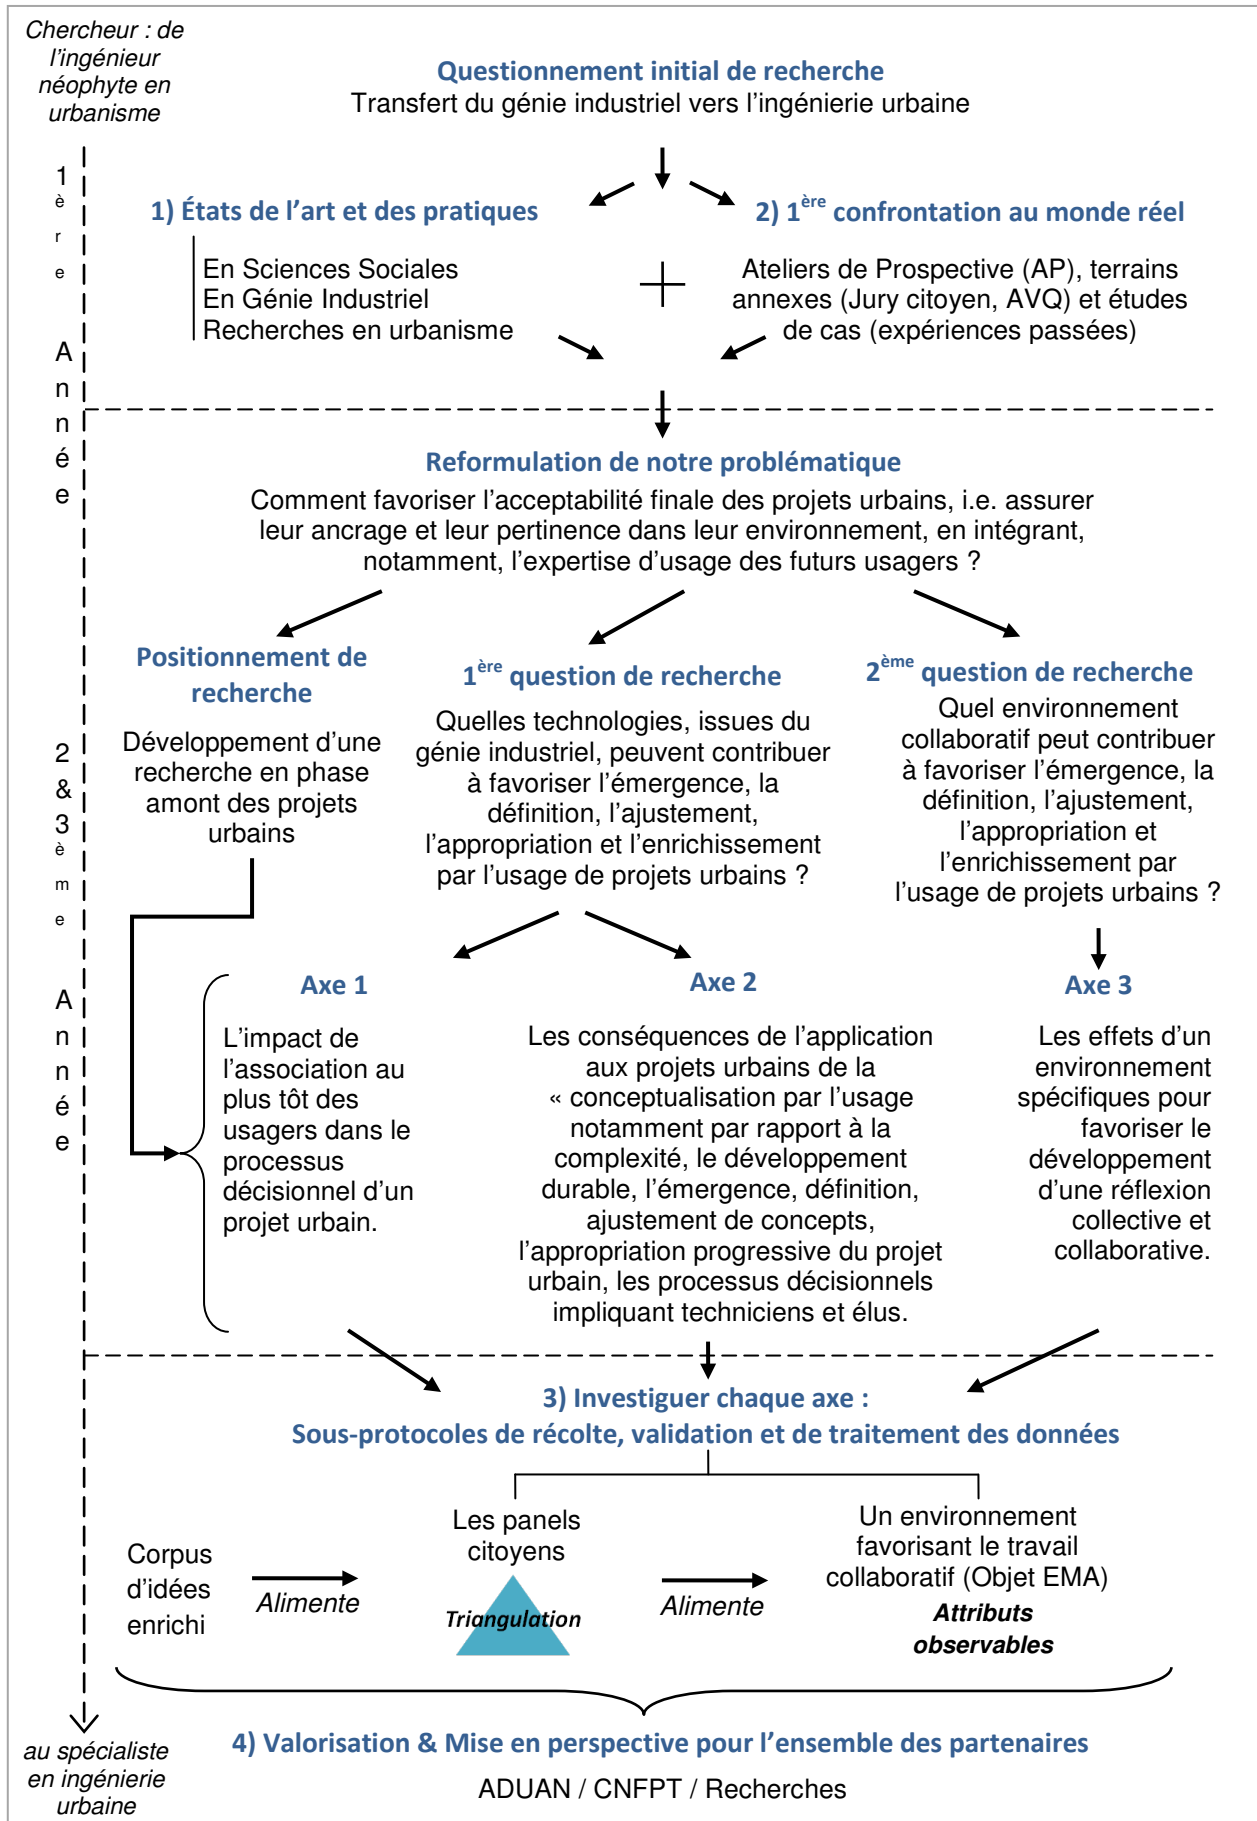 Chercheur : de
l'ingénieur
néophyte en
urbanisme
Questionnement initial de recherche
Transfert du génie industriel vers l'ingénierie urbaine
1ère Année
1) États de l'art et des pratiques
En Sciences Sociales
En Génie Industriel
Recherches en urbanisme
2) 1ère confrontation au monde réel
Ateliers de Prospective (AP), terrains
annexes (Jury citoyen, AVQ) et études
de cas (expériences passées)
Reformulation de notre problématique
Comment favoriser l'acceptabilité finale des projets urbains, i.e. assurer
leur ancrage et leur pertinence dans leur environnement, en intégrant,
notamment, l'expertise d'usage des futurs usagers ?
2 & 3ème Année
Positionnement de
recherche
Développement d'une
recherche en phase
amont des projets
urbains
1ère question de recherche
Quelles technologies, issues du
génie industriel, peuvent contribuer
à favoriser l'émergence, la
définition, l'ajustement,
l'appropriation et l'enrichissement
par l'usage de projets urbains ?
2ème question de recherche
Quel environnement
collaboratif peut contribuer
à favoriser l'émergence, la
définition, l'ajustement,
l'appropriation et
l'enrichissement par
l'usage de projets urbains ?
Axe 1
L'impact de
l'association au
plus tôt des
usagers dans le
processus
décisionnel d'un
projet urbain.
Axe 2
Les conséquences de l'application
aux projets urbains de la
« conceptualisation par l'usage
notamment par rapport à la
complexité, le développement
durable, l'émergence, définition,
ajustement de concepts,
l'appropriation progressive du projet
urbain, les processus décisionnels
impliquant techniciens et élus.
Axe 3
Les effets d'un
environnement
spécifiques pour
favoriser le
développement
d'une réflexion
collective et
collaborative.
3) Investiguer chaque axe :
Sous-protocoles de récolte, validation et de traitement des données
Corpus
d'idées
enrichi
Alimente
Les panels
citoyens
Triangulation
Alimente
Un environnement
favorisant le travail
collaboratif (Objet EMA)
Attributs
observables
4) Valorisation & Mise en perspective pour l'ensemble des partenaires
ADUAN / CNFPT / Recherches
au spécialiste
en ingénierie
urbaine